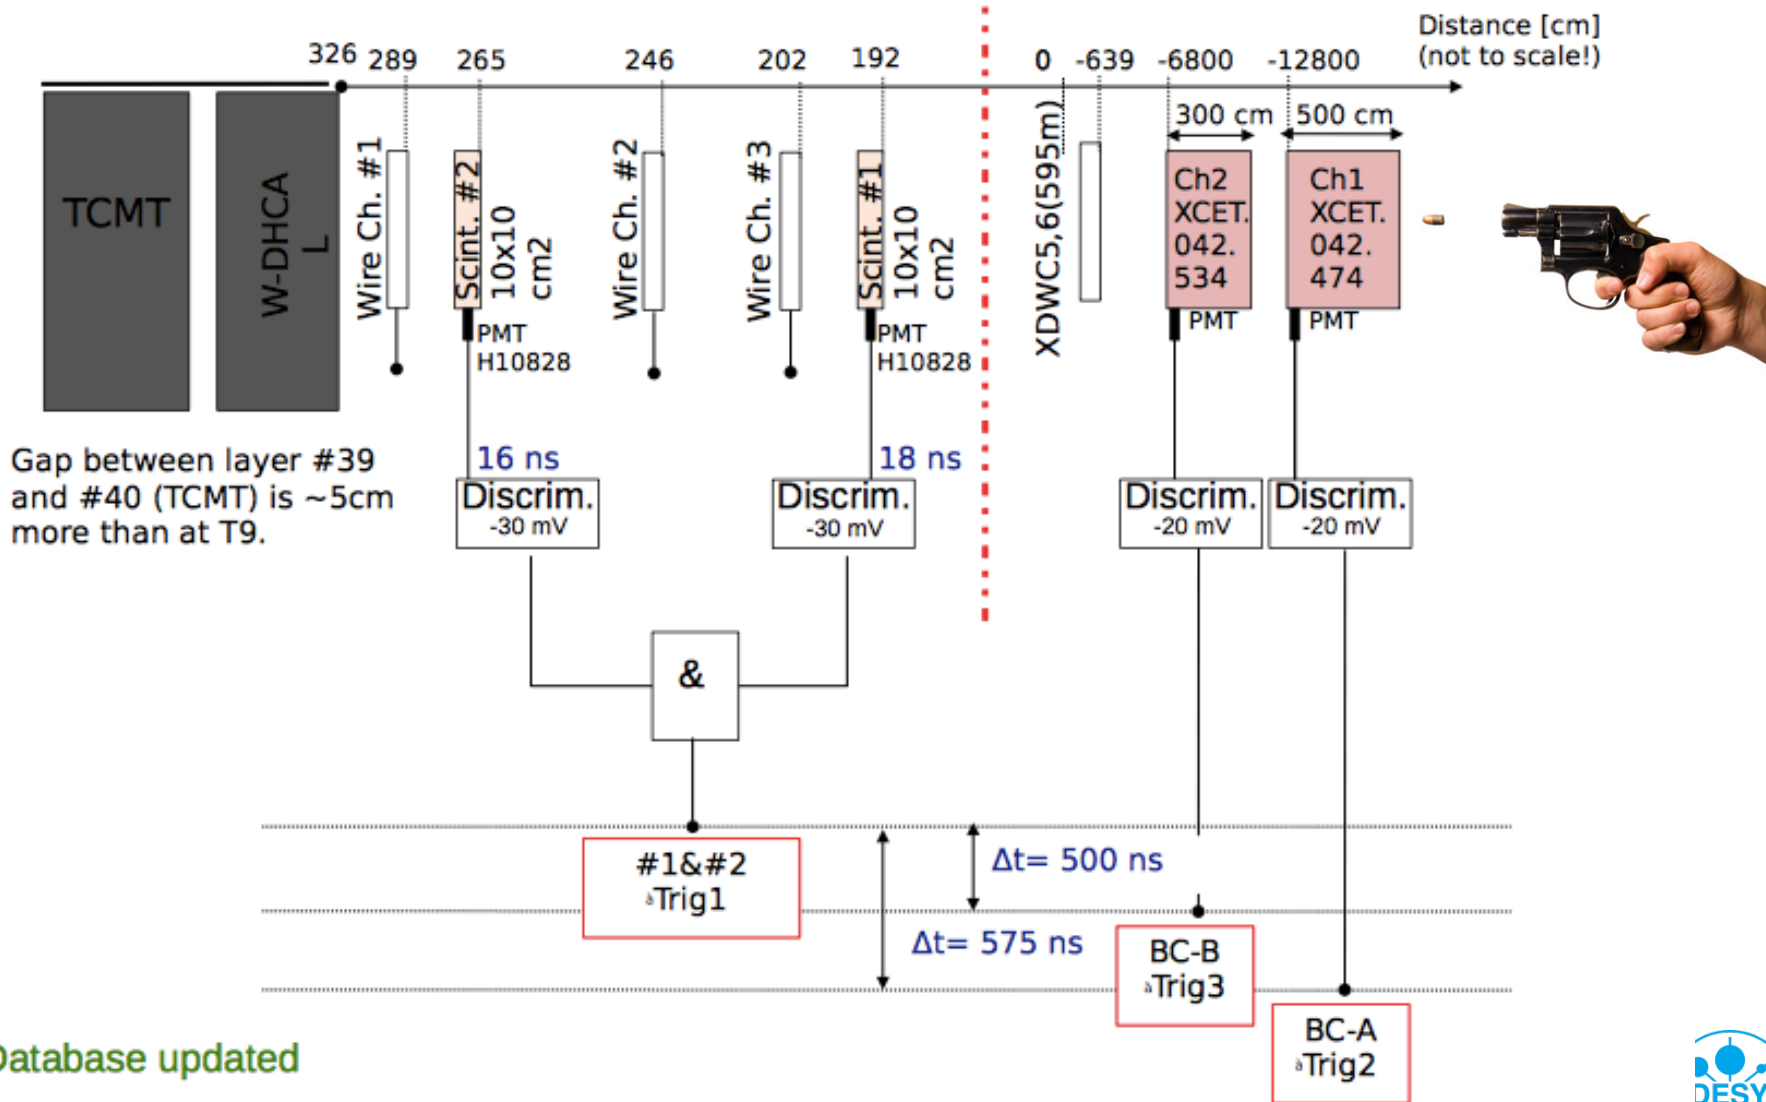 Distance [cm]
(not to scale!)
326 289 265 246 202 192 0 -639 -6800 -12800
300 cm 500 cm
TCMT
W-DHCA
L
Wire Ch. #1
Scint. #2
10x10
cm2
Wire Ch. #2
Wire Ch. #3
Scint. #1
10x10
cm2
XDWC5,6(595m)
Ch2
XCET.
042.
534
Ch1
XCET.
042.
474
PMT
H10828
PMT
H10828
PMT
PMT
Gap between layer #39
and #40 (TCMT) is ~5cm
more than at T9.
16 ns
18 ns
Discrim.
-30 mV
Discrim.
-30 mV
Discrim.
-20 mV
Discrim.
-20 mV
&
#1&#2
Trig1
Δt= 500 ns
Δt= 575 ns
BC-B
Trig3
BC-A
Trig2
Database updated
DESY